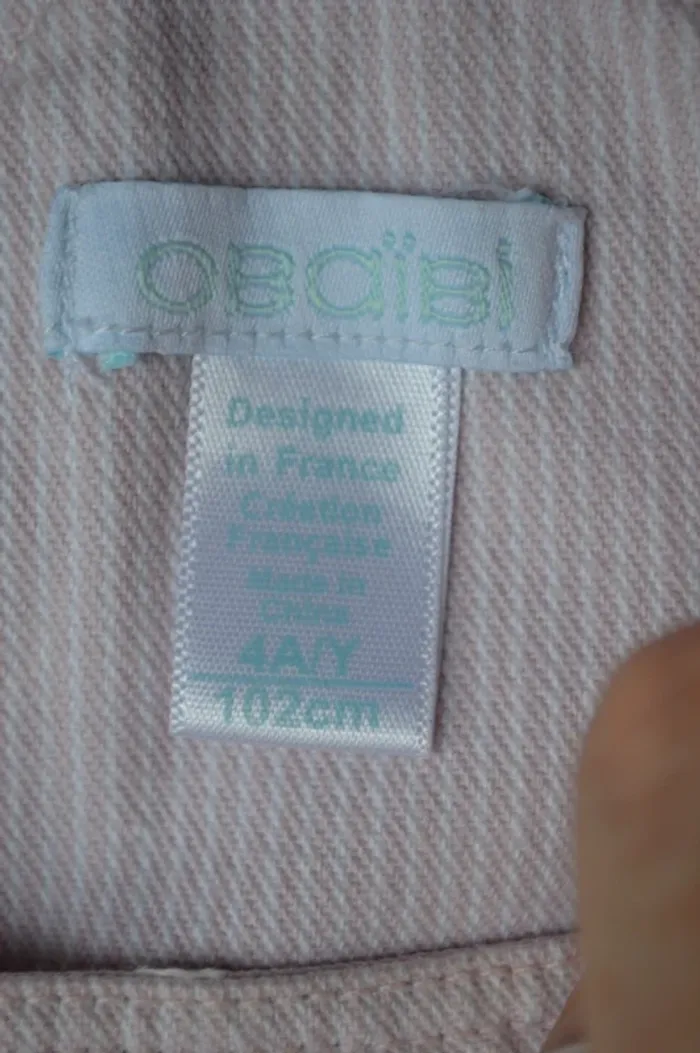 OBAÏBI
Designed
in France
Création
Française
Made in
China
4A/Y
102cm